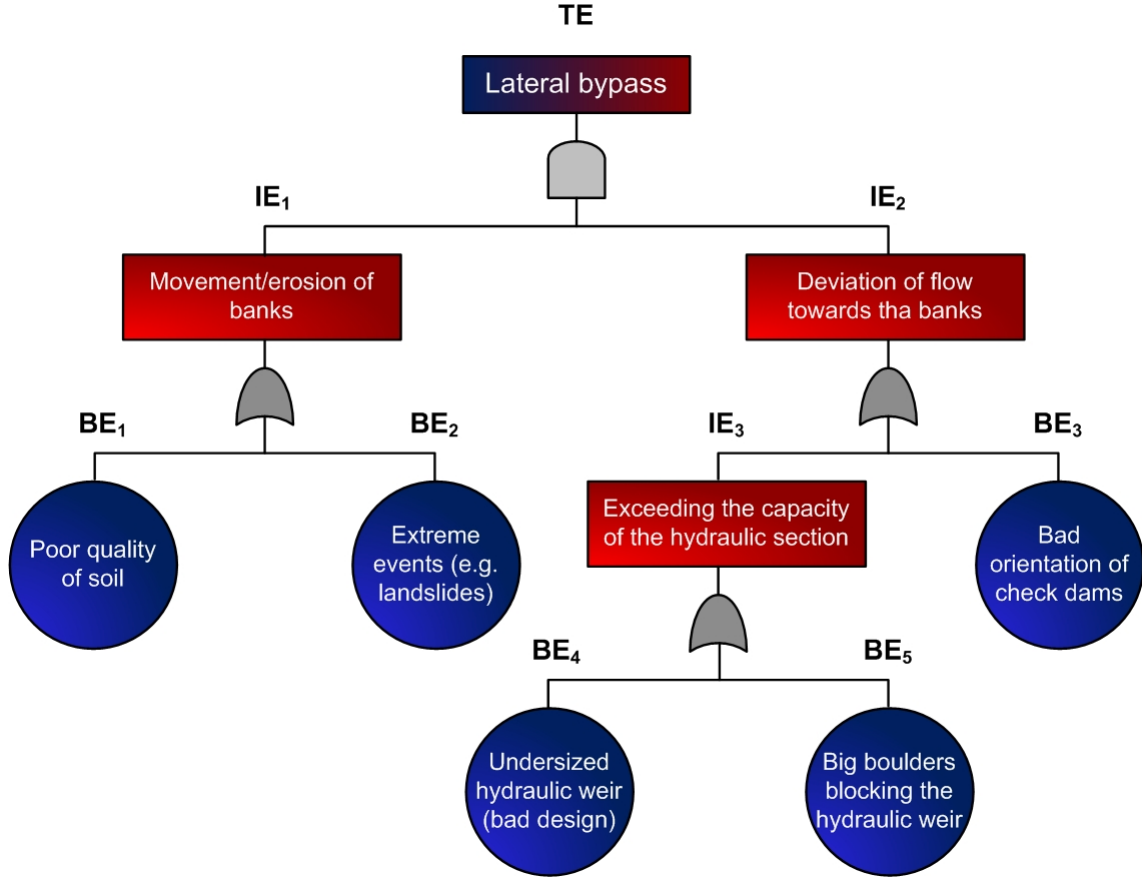 TE
Lateral bypass
IE₁
IE₂
Movement/erosion of
banks
Deviation of flow
towards tha banks
BE₁
BE₂
IE₃
BE₃
Poor quality
of soil
Extreme
events (e.g.
landslides)
Exceeding the capacity
of the hydraulic section
Bad
orientation of
check dams
BE₄
BE₅
Undersized
hydraulic weir
(bad design)
Big boulders
blocking the
hydraulic weir